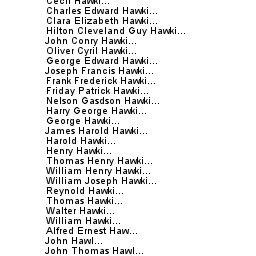 Cecil Hawki...
Charles Edward Hawki...
Clara Elizabeth Hawki...
Hilton Cleveland Guy Hawki...
John Conry Hawki...
Oliver Cyril Hawki...
George Edward Hawki...
Joseph Francis Hawki...
Frank Frederick Hawki...
Friday Patrick Hawki...
Nelson Gasdson Hawki...
Harry George Hawki...
George Hawki...
James Harold Hawki...
Harold Hawki...
Henry Hawki...
Thomas Henry Hawki...
William Henry Hawki...
William Joseph Hawki...
Reynold Hawki...
Thomas Hawki...
Walter Hawki...
William Hawki...
Alfred Ernest Haw...
John Hawl...
John Thomas Hawl...